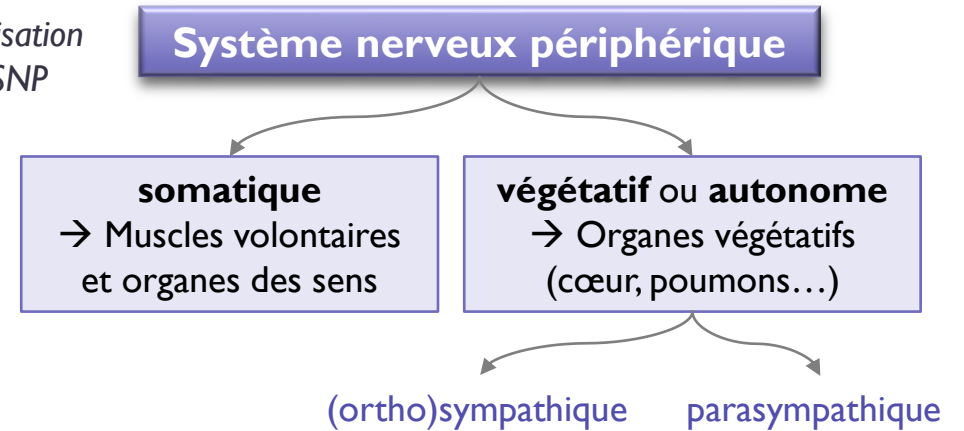 isation
SNP
Système nerveux périphérique
somatique
→ Muscles volontaires
et organes des sens
végétatif ou autonome
→ Organes végétatifs
(cœur, poumons…)
(ortho)sympathique
parasympathique